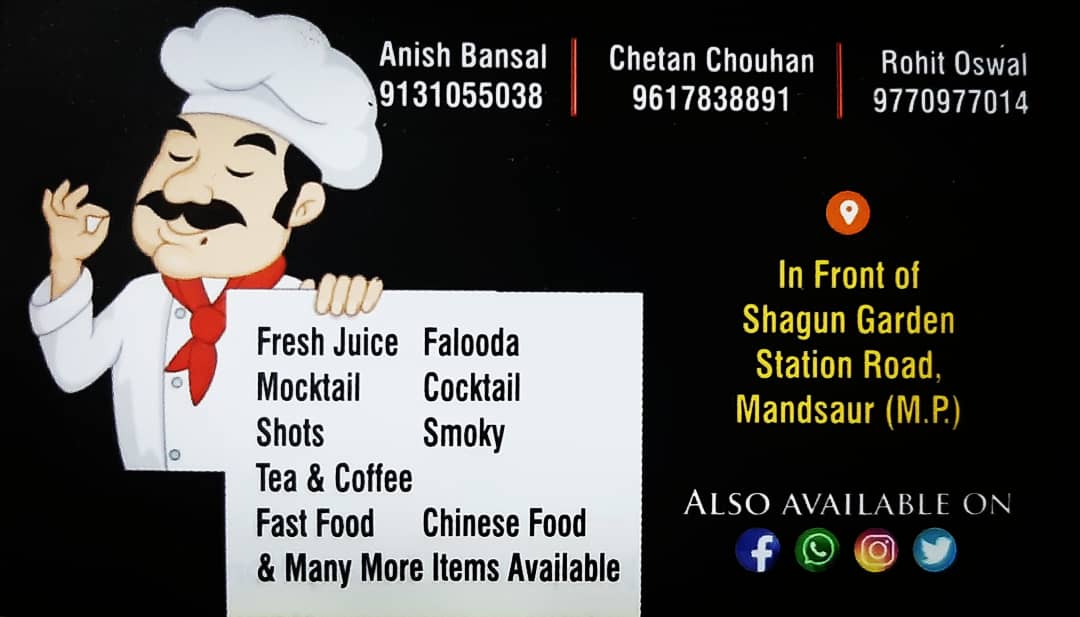 Anish Bansal
9131055038
Chetan Chouhan
9617838891
Rohit Oswal
9770977014
In Front of
Shagun Garden
Station Road,
Mandsaur (M.P.)
Fresh Juice Falooda
Mocktail Cocktail
Shots Smoky
Tea & Coffee
Fast Food Chinese Food
& Many More Items Available
ALSO AVAILABLE ON